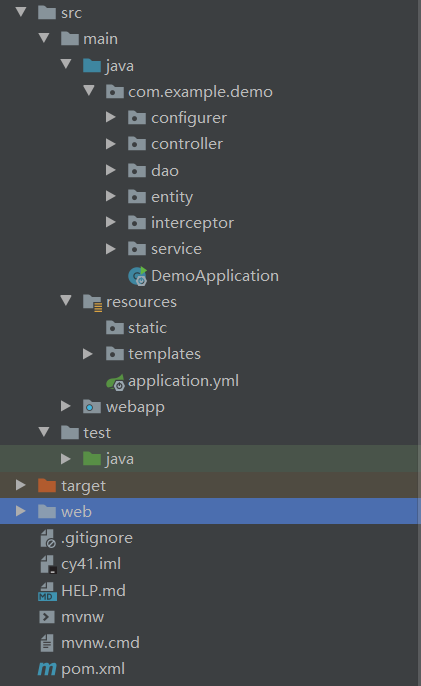 src
main
java
com.example.demo
configurer
controller
dao
entity
interceptor
service
DemoApplication
resources
static
templates
application.yml
webapp
test
java
target
web
.gitignore
cy41.iml
MD HELP.md
mvnw
mvnw.cmd
m pom.xml